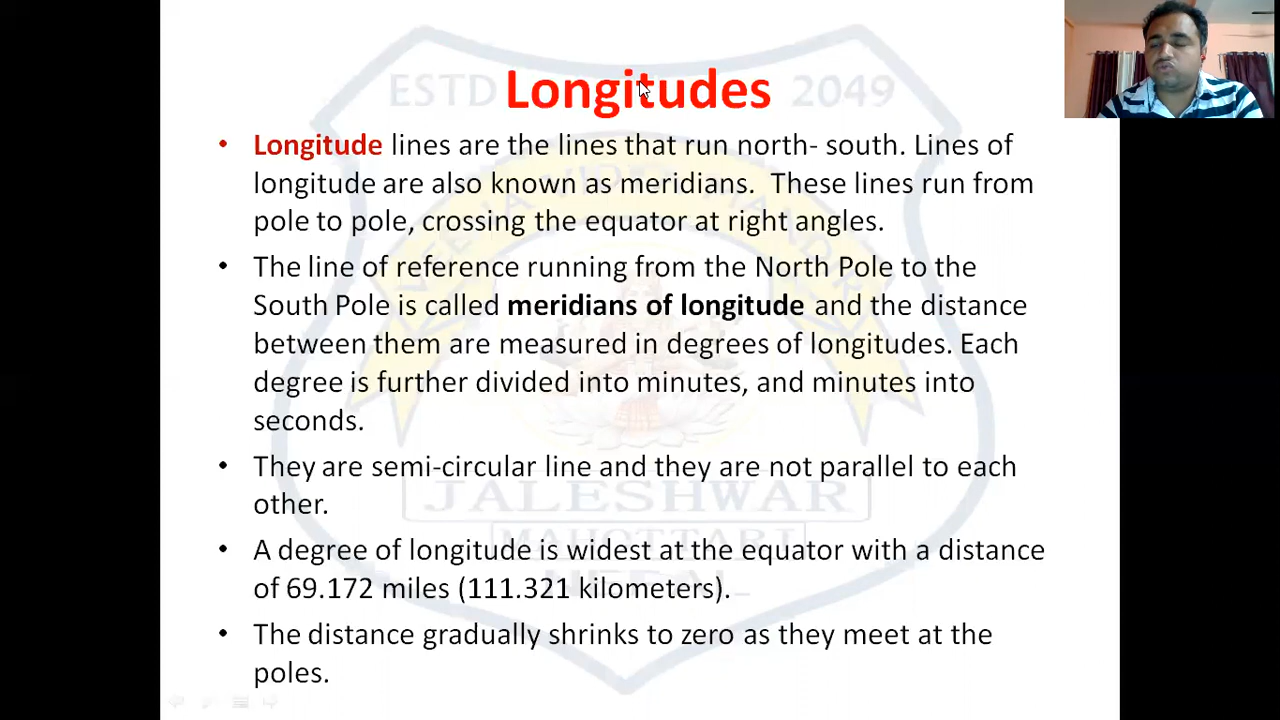 ESTD 2049
Longitudes
• Longitude lines are the lines that run north- south. Lines of
longitude are also known as meridians. These lines run from
pole to pole, crossing the equator at right angles.
• The line of reference running from the North Pole to the
South Pole is called meridians of longitude and the distance
between them are measured in degrees of longitudes. Each
degree is further divided into minutes, and minutes into
seconds.
• They are semi-circular line and they are not parallel to each
other.
JALESHWAR
MAHOTTARI
• A degree of longitude is widest at the equator with a distance
of 69.172 miles (111.321 kilometers).
• The distance gradually shrinks to zero as they meet at the
poles.